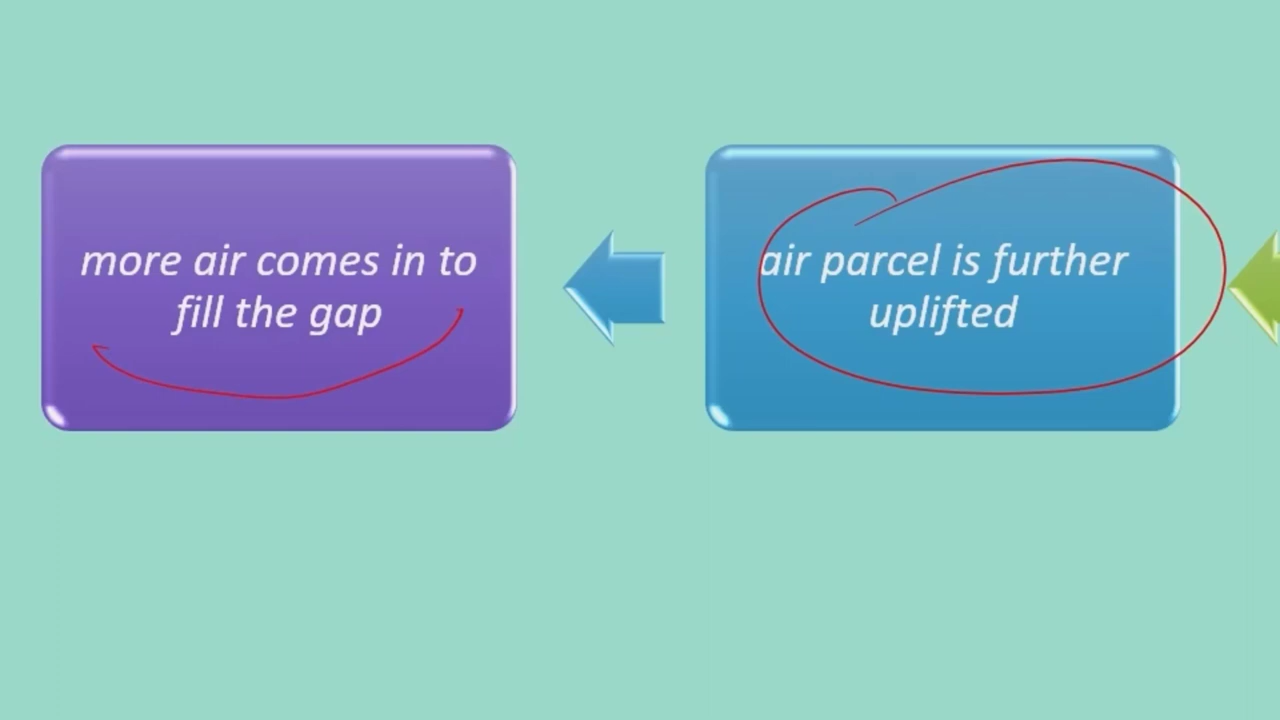 more air comes in to
fill the gap
air parcel is further
uplifted